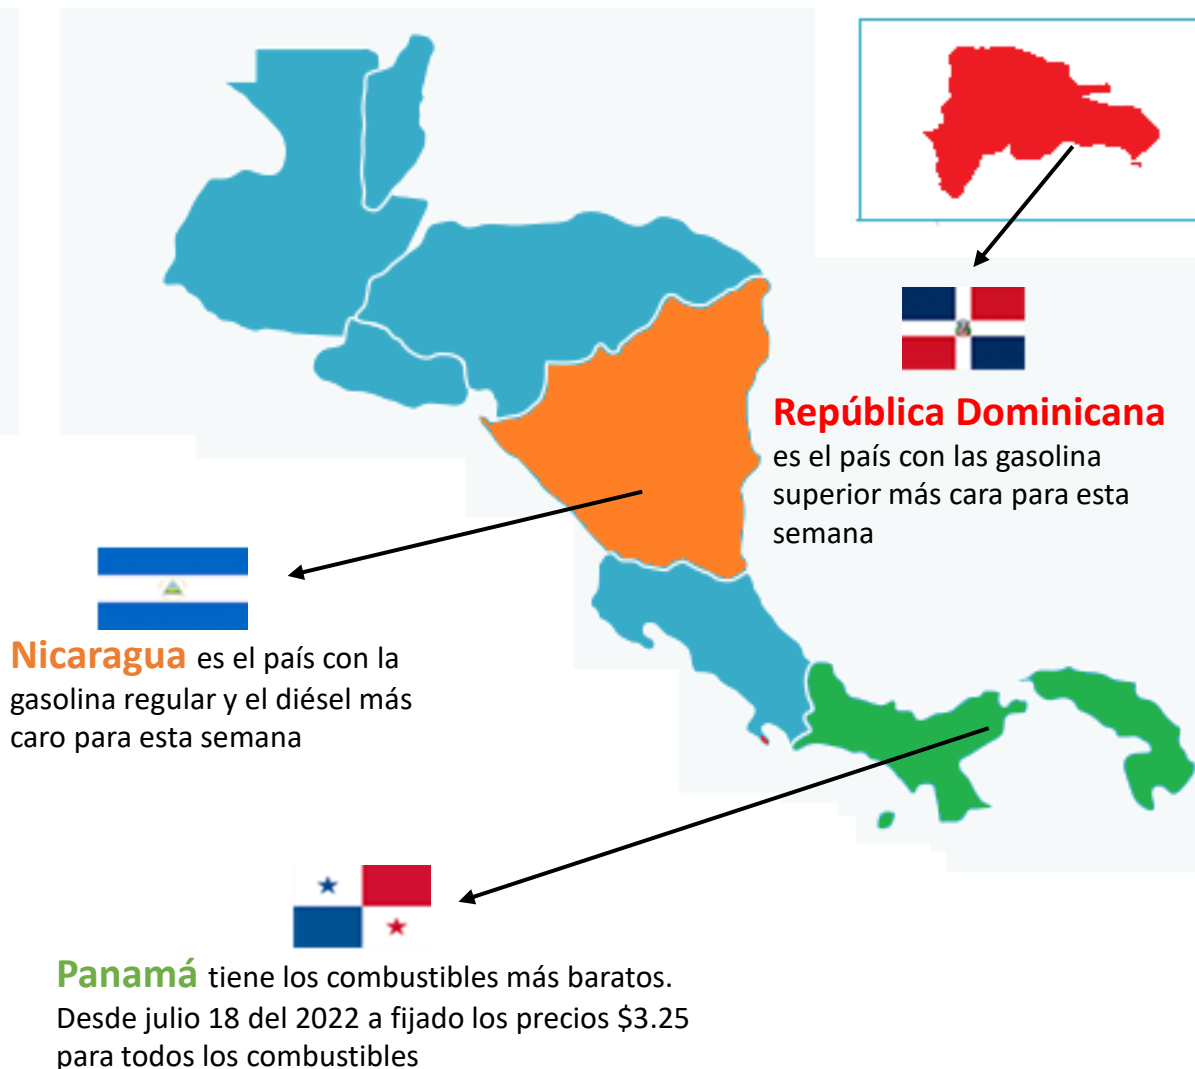 República Dominicana
es el país con las gasolina
superior más cara para esta
semana
Nicaragua es el país con la
gasolina regular y el diésel más
caro para esta semana
Panamá tiene los combustibles más baratos.
Desde julio 18 del 2022 a fijado los precios $3.25
para todos los combustibles